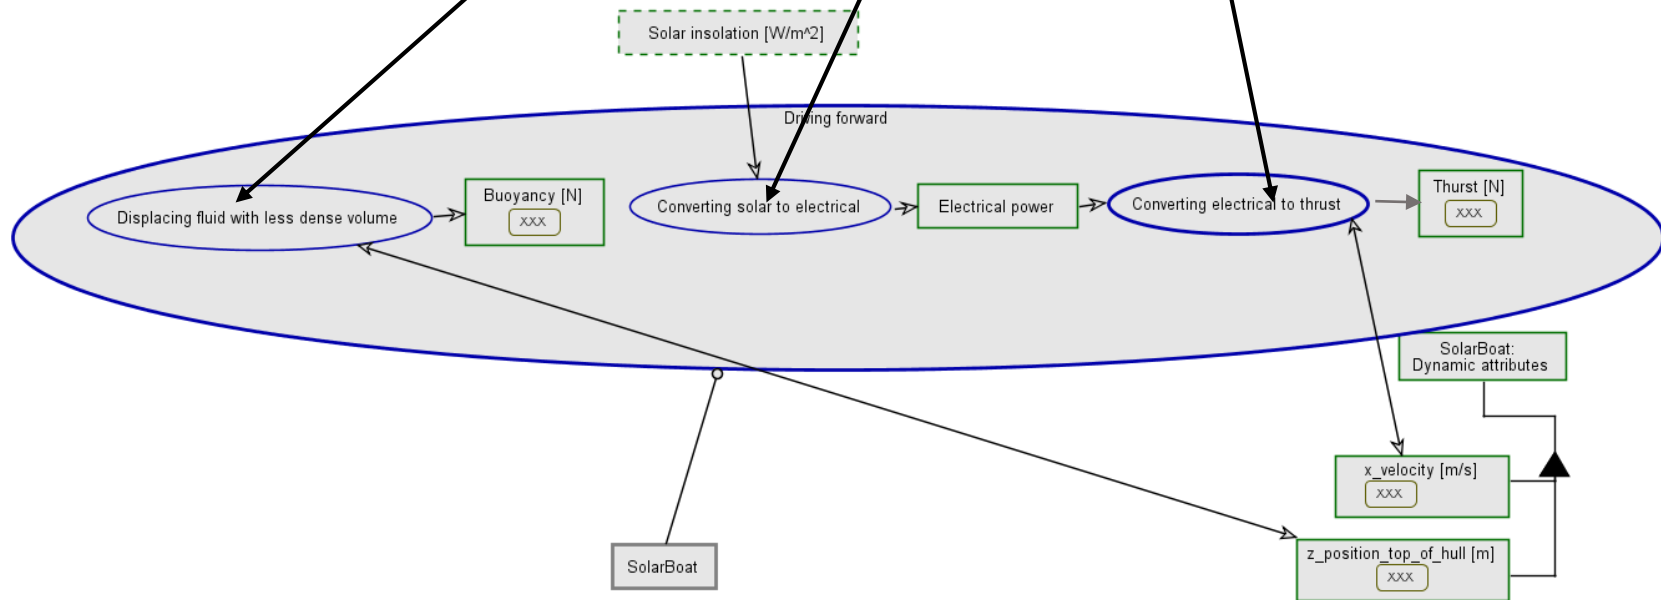 Solar insolation [W/m^2]
Driving forward
Displacing fluid with less dense volume
Buoyancy [N]
xxx
Converting solar to electrical
Electrical power
Converting electrical to thrust
Thurst [N]
xxx
SolarBoat:
Dynamic attributes
x_velocity [m/s]
xxx
z_position_top_of_hull [m]
xxx
SolarBoat